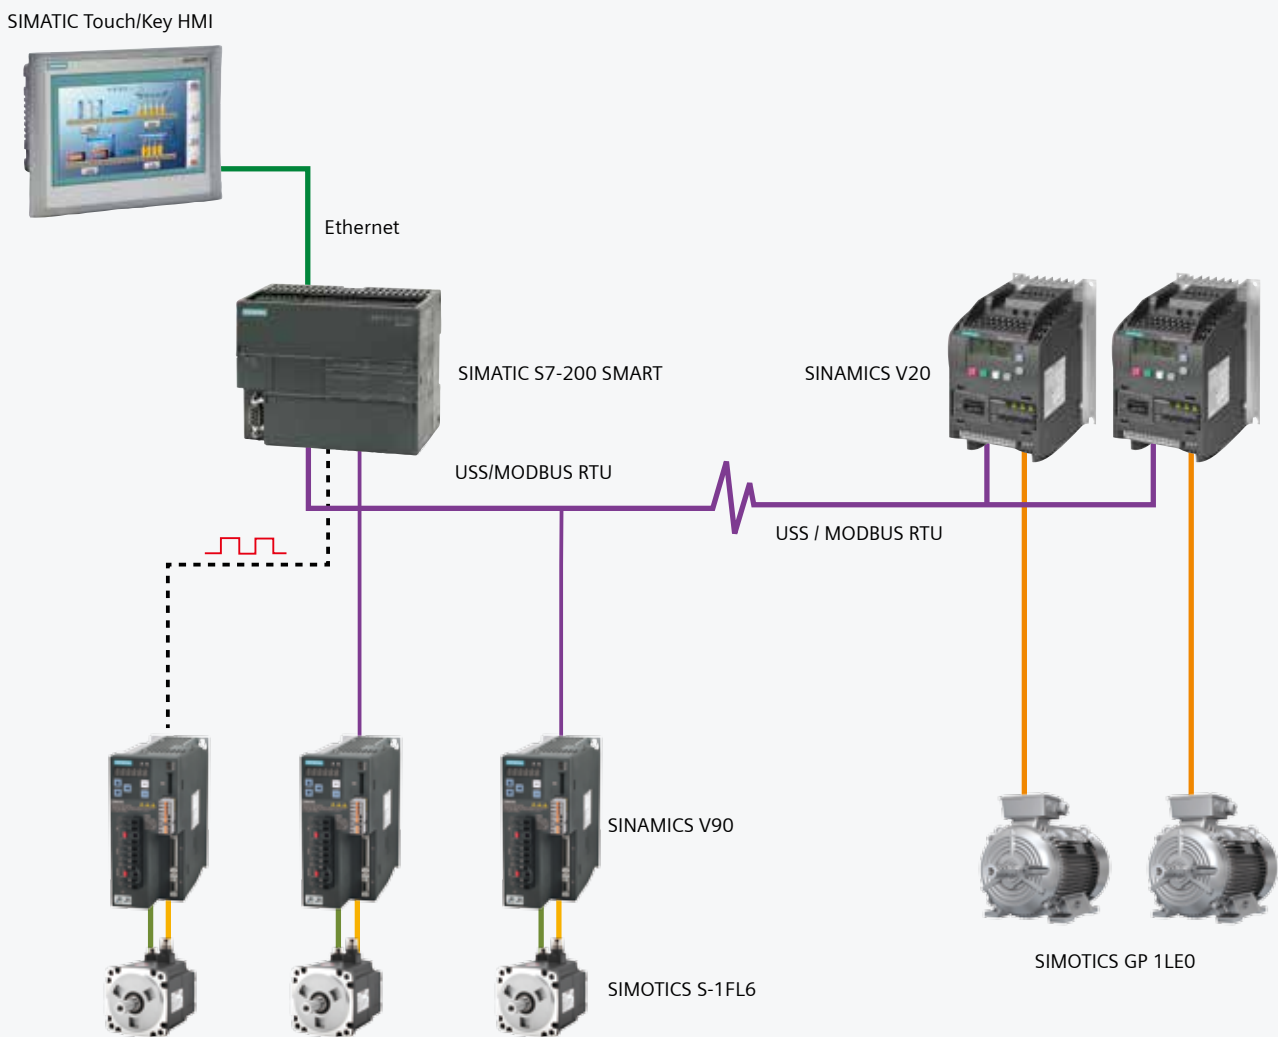 SIMATIC Touch/Key HMI
Ethernet
SIMATIC S7-200 SMART
SINAMICS V20
USS/MODBUS RTU
USS / MODBUS RTU
SINAMICS V90
SIMOTICS GP 1LE0
SIMOTICS S-1FL6